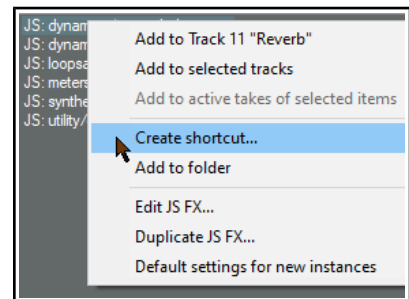 JS: dynam
JS: dynam
JS: loopsa
JS: meters
JS: synthe
JS: utility/
Add to Track 11 "Reverb"
Add to selected tracks
Add to active takes of selected items
Create shortcut...
Add to folder
Edit JS FX...
Duplicate JS FX...
Default settings for new instances